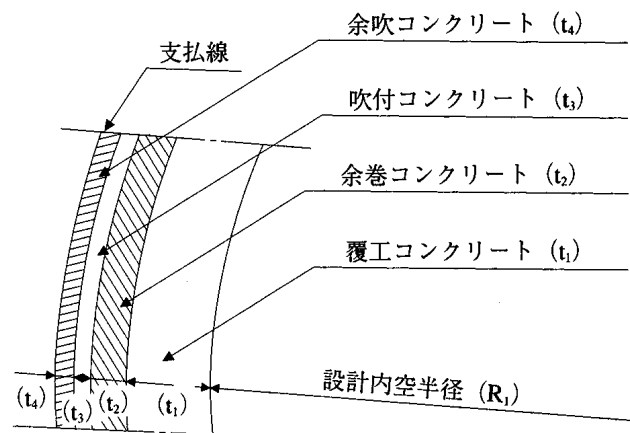 余吹コンクリート (t₄)
支払線
吹付コンクリート (t₃)
余巻コンクリート (t₂)
覆工コンクリート (t₁)
設計内空半径 (R₁)
(t₄) (t₃) (t₂) (t₁)